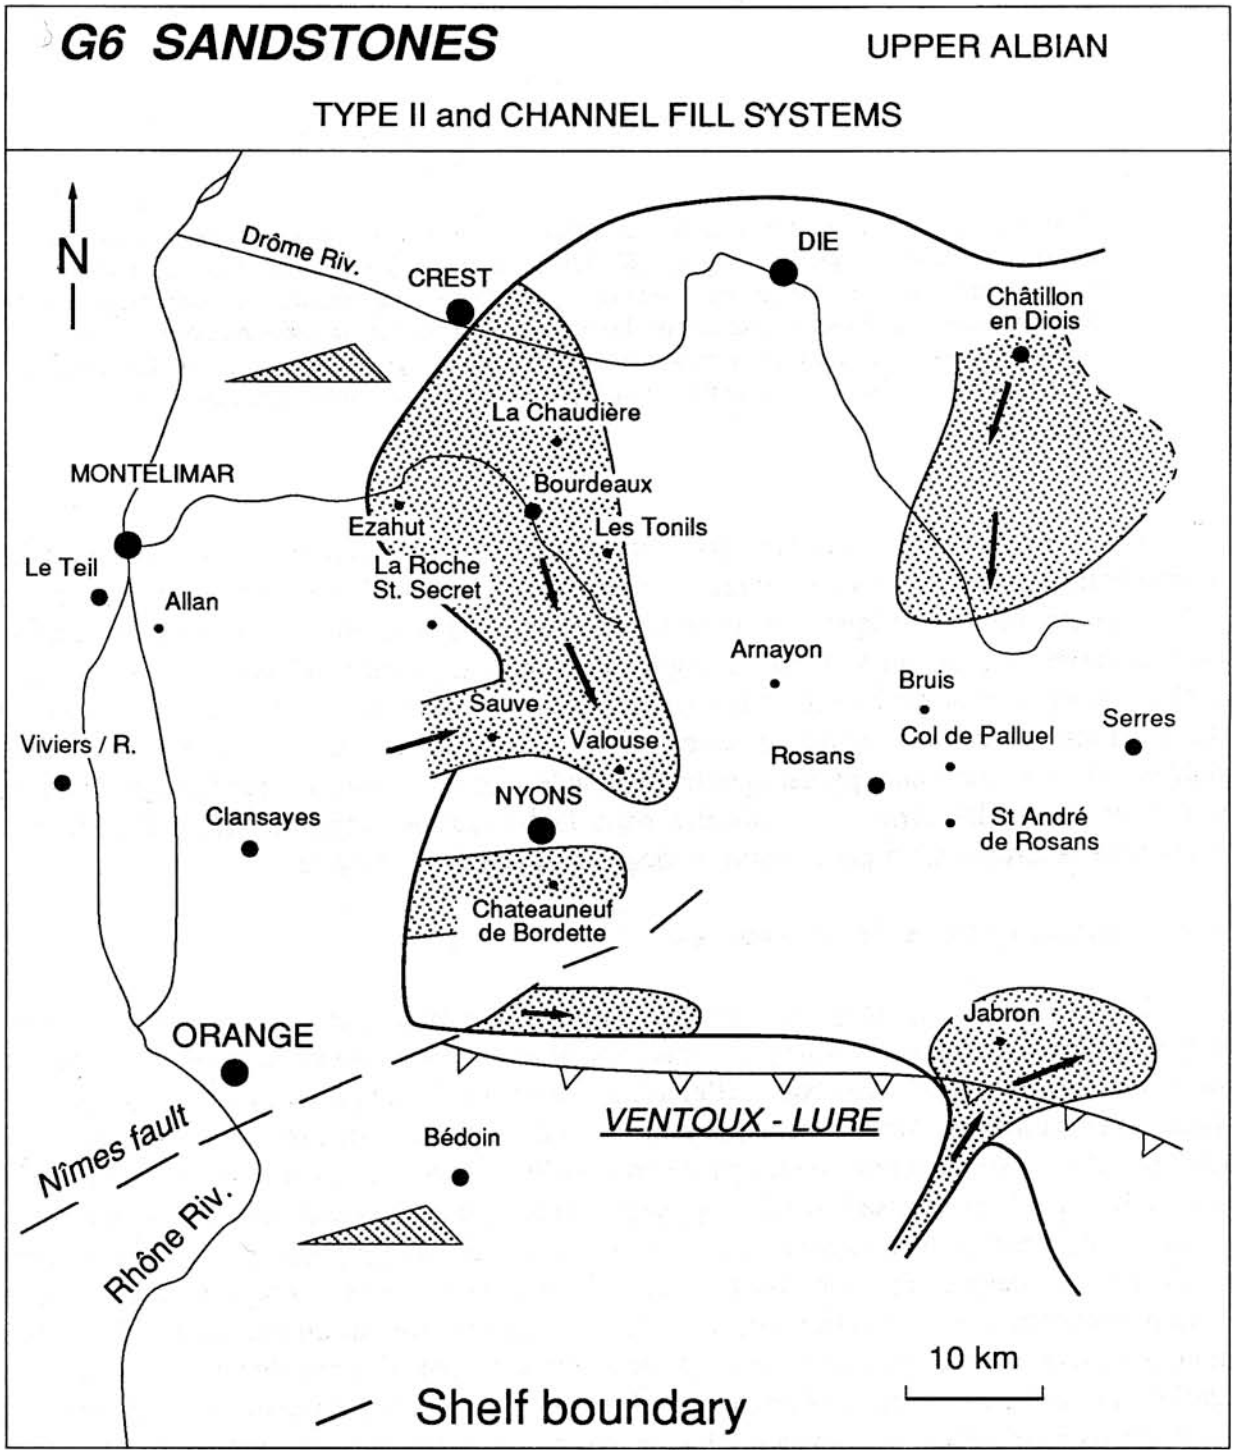 G6 SANDSTONES
UPPER ALBIAN
TYPE II and CHANNEL FILL SYSTEMS
N
Drôme Riv.
CREST
DIE
Châtillon
en Diois
La Chaudière
MONTELIMAR
Bourdeaux
Ezahut
Les Tonils
Le Teil
La Roche
St. Secret
Allan
Arnayon
Bruis
Sauve
Serres
Viviers / R.
Valouse
Col de Palluel
Rosans
NYONS
Clansayes
St André
de Rosans
Chateauneuf
de Bordette
Jabron
ORANGE
VENTOUX - LURE
Nîmes fault
Bédoin
Rhône Riv.
10 km
Shelf boundary